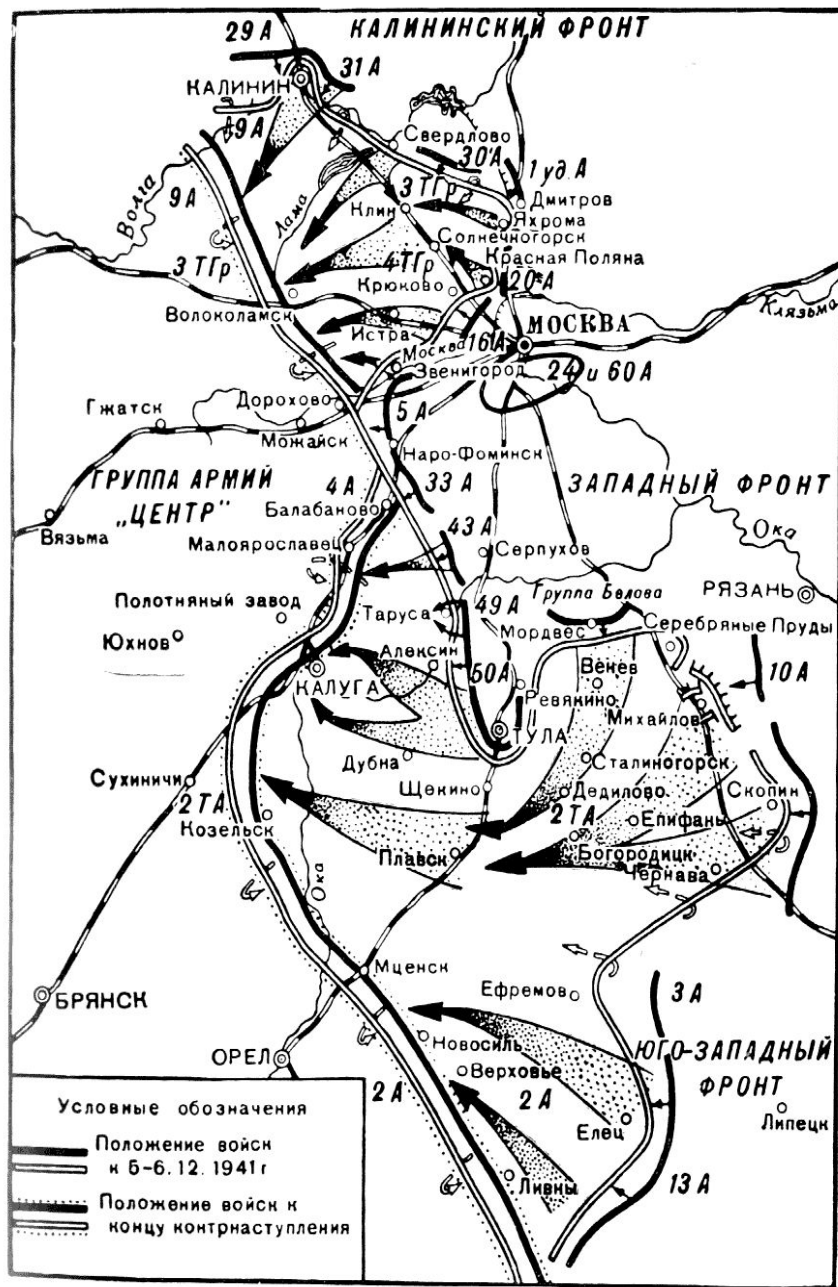 КАЛИНИНСКИЙ ФРОНТ
29 А
31 А
КАЛИНИН
Свердлово
30 А
1 уд. А
9 А
Волга
9 А
Лама
3 ТГр
Дмитров
Клин
Яхрома
Солнечногорск
3 ТГр
4 ТГр
Красная Поляна
Крюково
20 А
Клязьма
Волоколамск
МОСКВА
Истра
Москва
16 А
Звенигород
24 и 60 А
Гжатск
Дорохово
5 А
Можайск
Наро-Фоминск
ГРУППА АРМИЙ
„ЦЕНТР"
4 А
33 А
ЗАПАДНЫЙ ФРОНТ
Балабаново
Вязьма
43 А
Ока
Малоярославец
Серпухов
РЯЗАНЬ
Полотняный завод
49 А
Группа Белова
Таруса
Мордвес
Серебряные Пруды
Юхнов
Алексин
Венев
10 А
КАЛУГА
50 А
Ревякино
Михайлов
ТУЛА
Дубна
Сталиногорск
Сухиничи
Щекино
Дедилово
Скопин
2 ТА
2 ТА
Епифань
Козельск
Богородицк
Плавск
Чернава
Ока
Мценск
Ефремов
3 А
БРЯНСК
Новосиль
ЮГО-ЗАПАДНЫЙ
ФРОНТ
ОРЕЛ
Верховье
2 А
2 А
Елец
Липецк
Ливны
13 А
Условные обозначения
Положение войск
к 5-6.12.1941 г
Положение войск к
концу контрнаступления